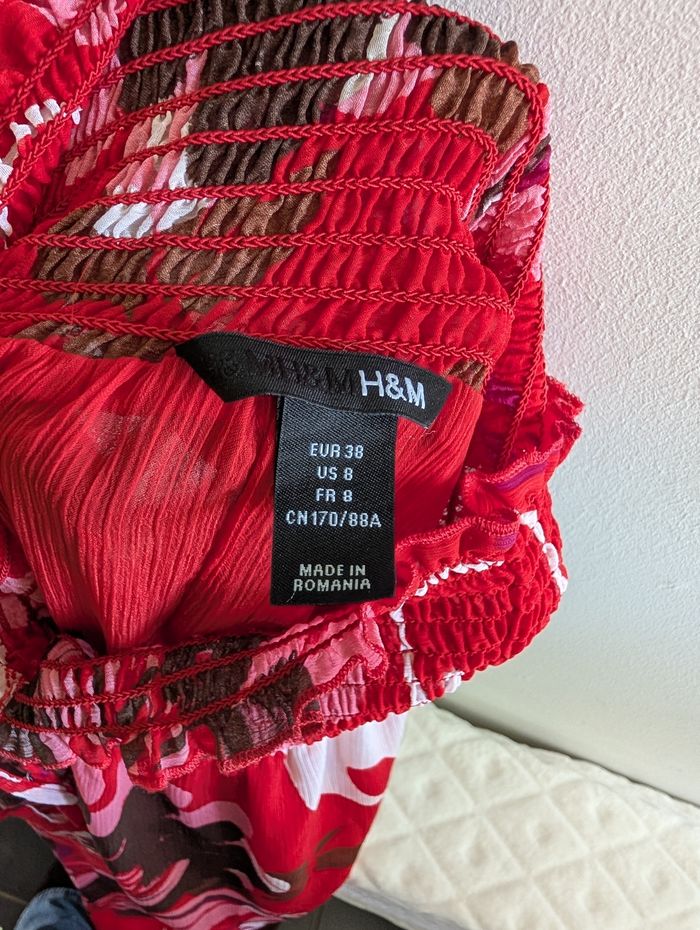 H&M H&M
EUR 38
US 8
FR 8
CN170/88A
MADE IN
ROMANIA